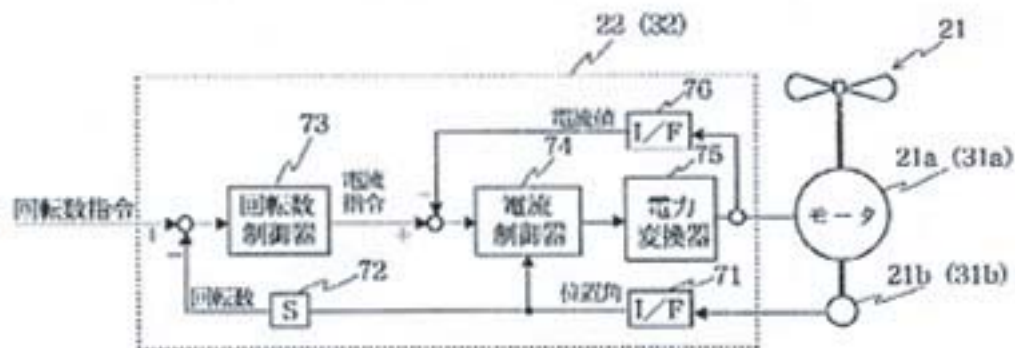 22 (32)
21
76
電流値
I/F
73
74
75
電流
指令
21a (31a)
回転数指令
回転数
制御器
電流
制御器
電力
変換器
モータ
+
−
+
−
72
71
回転数
S
位置角
I/F
21b (31b)